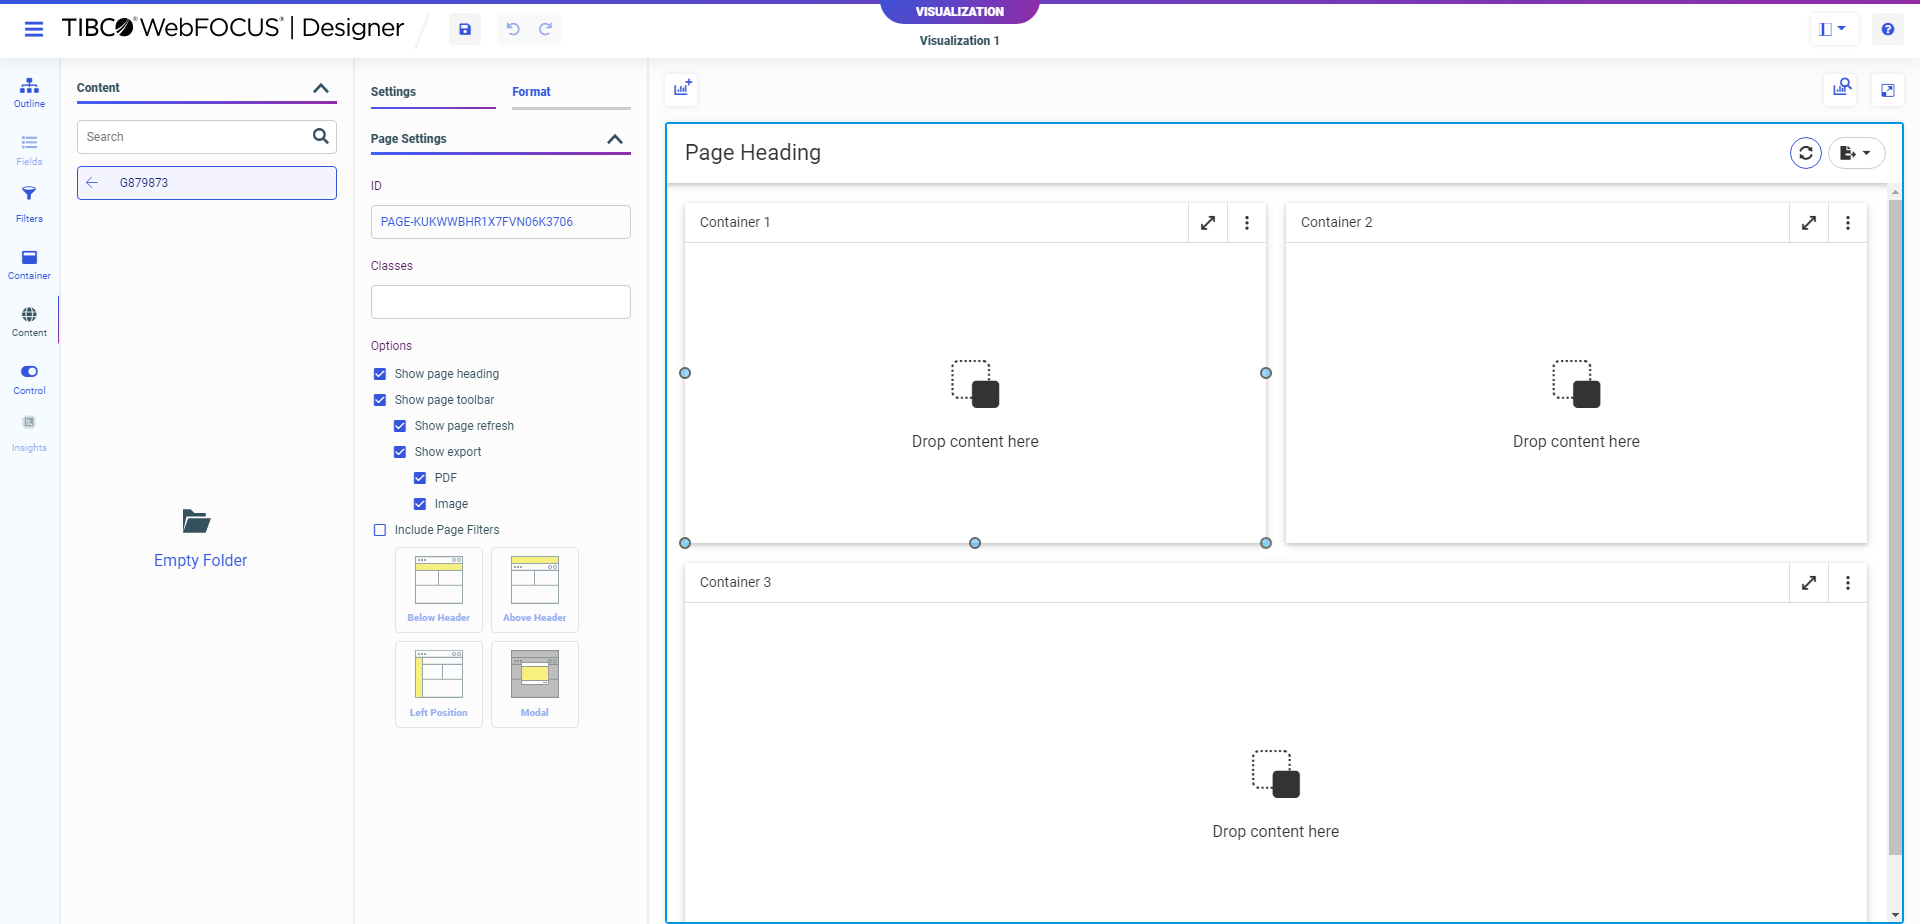 VISUALIZATION
TIBCO® WebFOCUS® | Designer
Visualization 1
Outline
Fields
Filters
Container
Content
Control
Insights
Content
Search
G879873
Empty Folder
Settings
Format
Page Settings
ID
PAGE-KUKWWBHR1X7FVN06K3706
Classes
Options
Show page heading
Show page toolbar
Show page refresh
Show export
PDF
Image
Include Page Filters
Below Header
Above Header
Left Position
Modal
Page Heading
Container 1
Drop content here
Container 2
Drop content here
Container 3
Drop content here